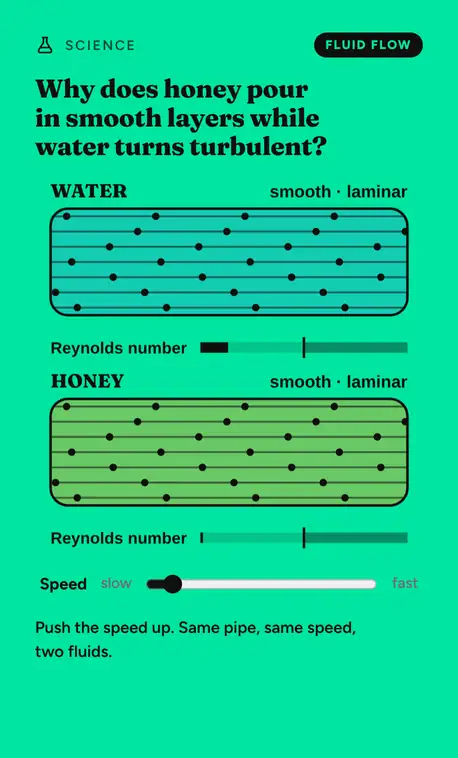 SCIENCE
FLUID FLOW
Why does honey pour
in smooth layers while
water turns turbulent?
WATER
smooth · laminar
Reynolds number
HONEY
smooth · laminar
Reynolds number
Speed slow fast
Push the speed up. Same pipe, same speed,
two fluids.